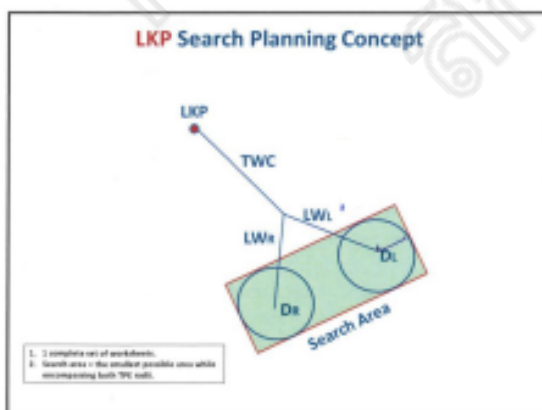 LKP Search Planning Concept
LKP
TWC
LWL
LWR
DL
DR
Search Area
1. 1 complete set of worksheets.
2. Search area = the smallest possible area while
encompassing both TPE radii.